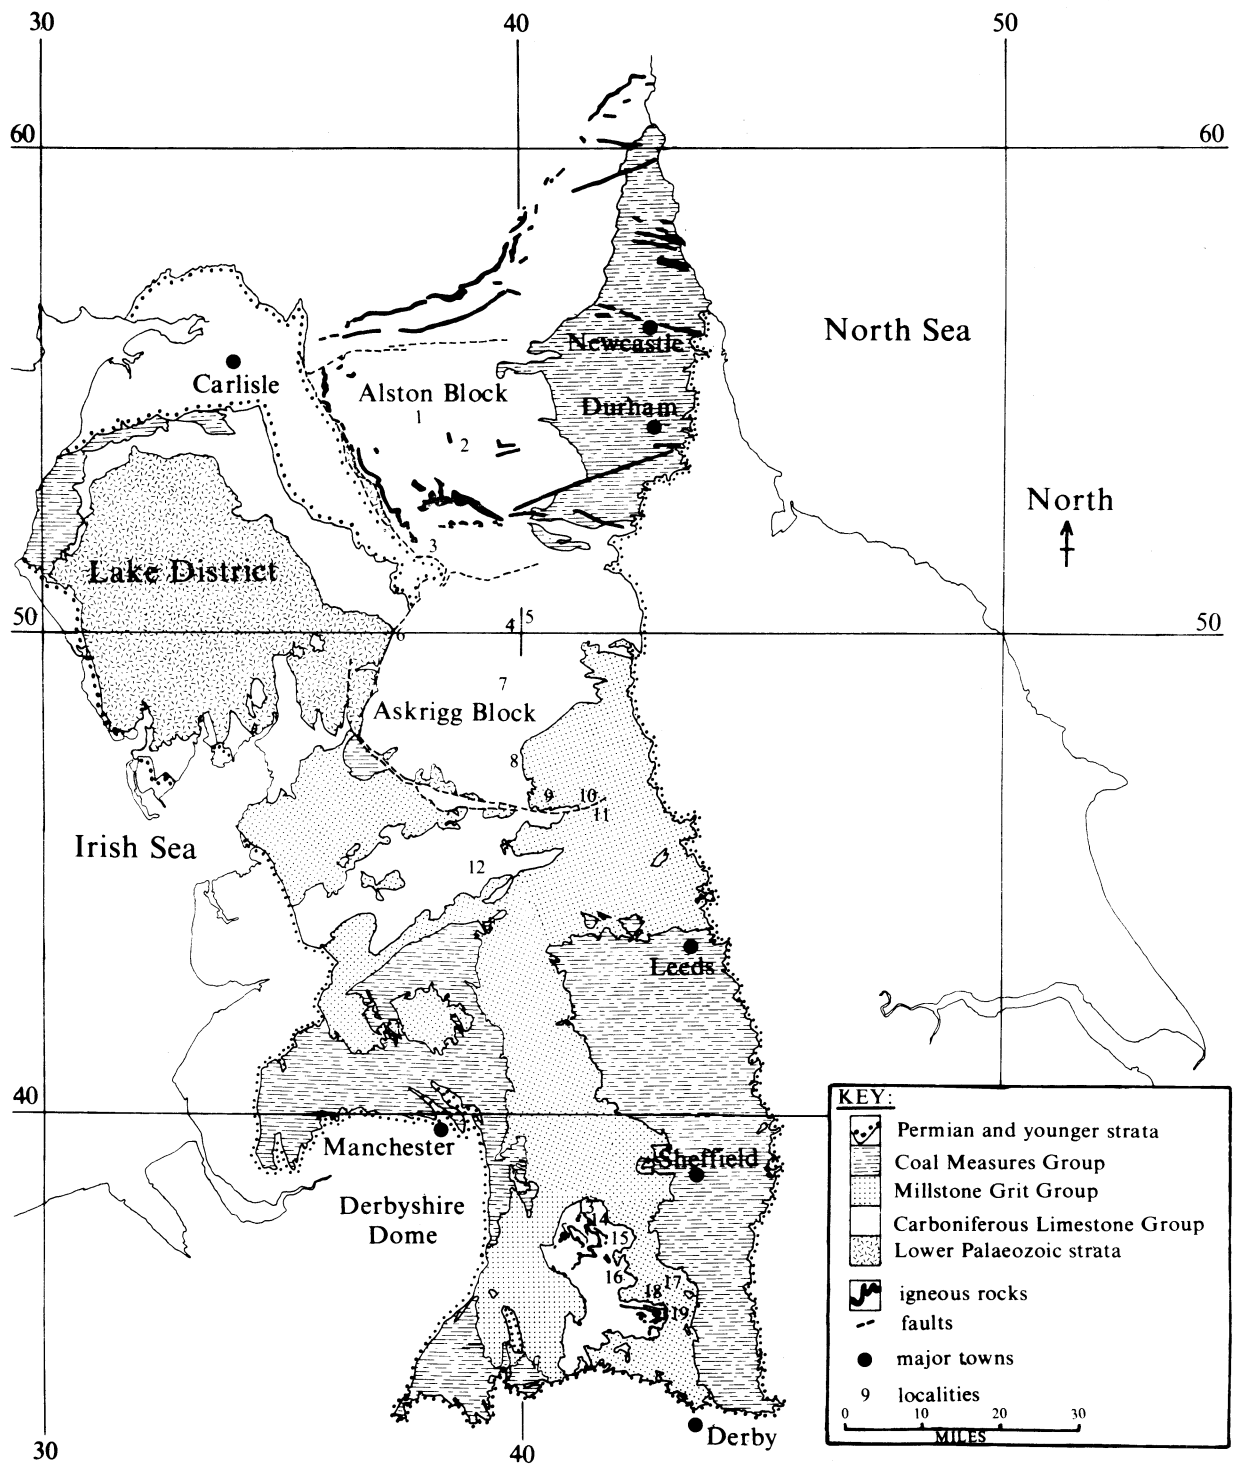 30
40
50
60
60
North Sea
Newcastle
Carlisle
Alston Block
1
Durham
2
North
3
Lake District
4
5
50
50
6
7
Askrigg Block
8
9
10
11
Irish Sea
12
Leeds
40
KEY:
Permian and younger strata
Manchester
Sheffield
Coal Measures Group
Millstone Grit Group
Derbyshire
Dome
13
14
15
Carboniferous Limestone Group
Lower Palaeozoic strata
16
17
18
19
igneous rocks
faults
major towns
9 localities
0 10 20 30
MILES
Derby
30
40